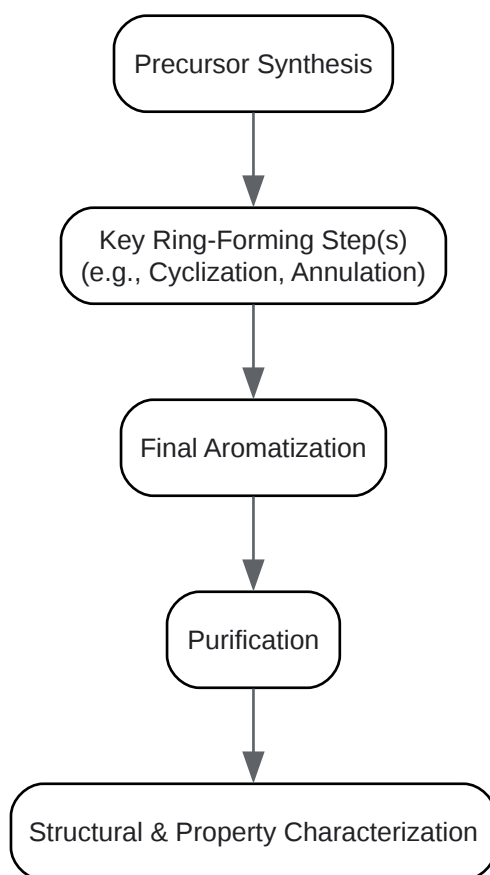 Precursor Synthesis
Key Ring-Forming Step(s)
(e.g., Cyclization, Annulation)
Final Aromatization
Purification
Structural & Property Characterization